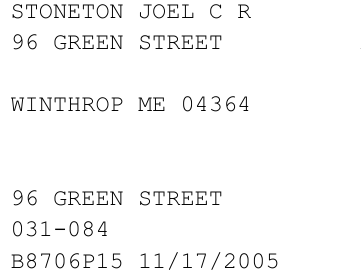 STONETON JOEL C R
96 GREEN STREET
WINTHROP ME 04364
96 GREEN STREET
031-084
B8706P15 11/17/2005